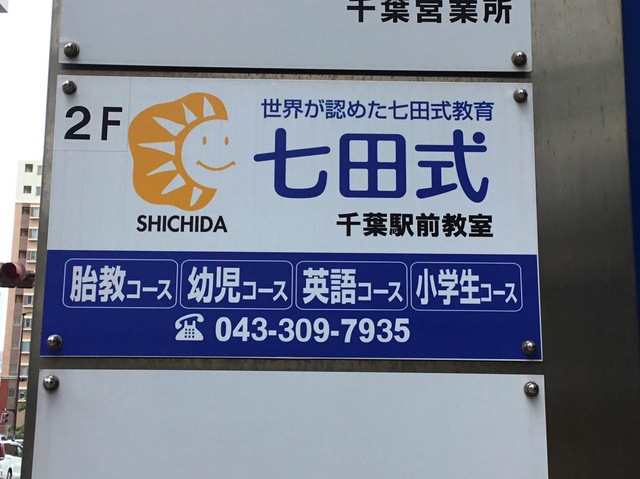 千葉営業所
2F
世界が認めた七田式教育
七田式
SHICHIDA
千葉駅前教室
胎教コース 幼児コース 英語コース 小学生コース
043-309-7935